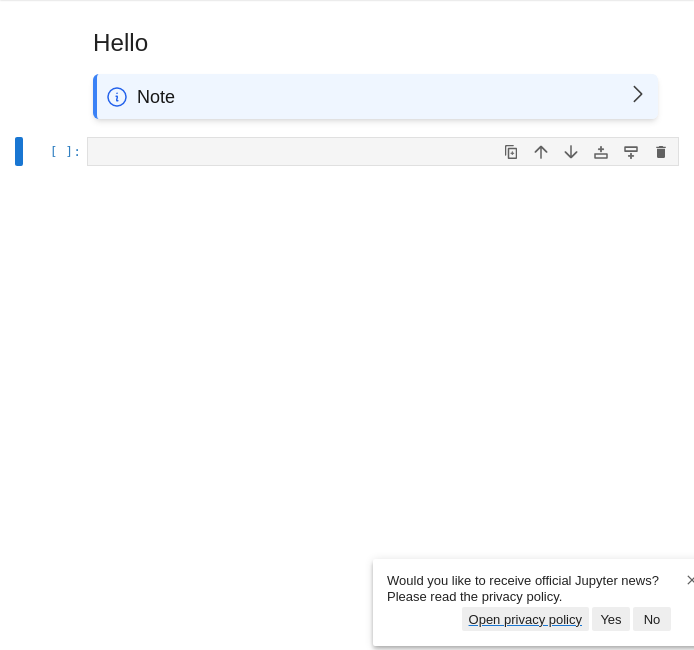 Hello
Note
[ ]:
Would you like to receive official Jupyter news?
Please read the privacy policy.
Open privacy policy Yes No